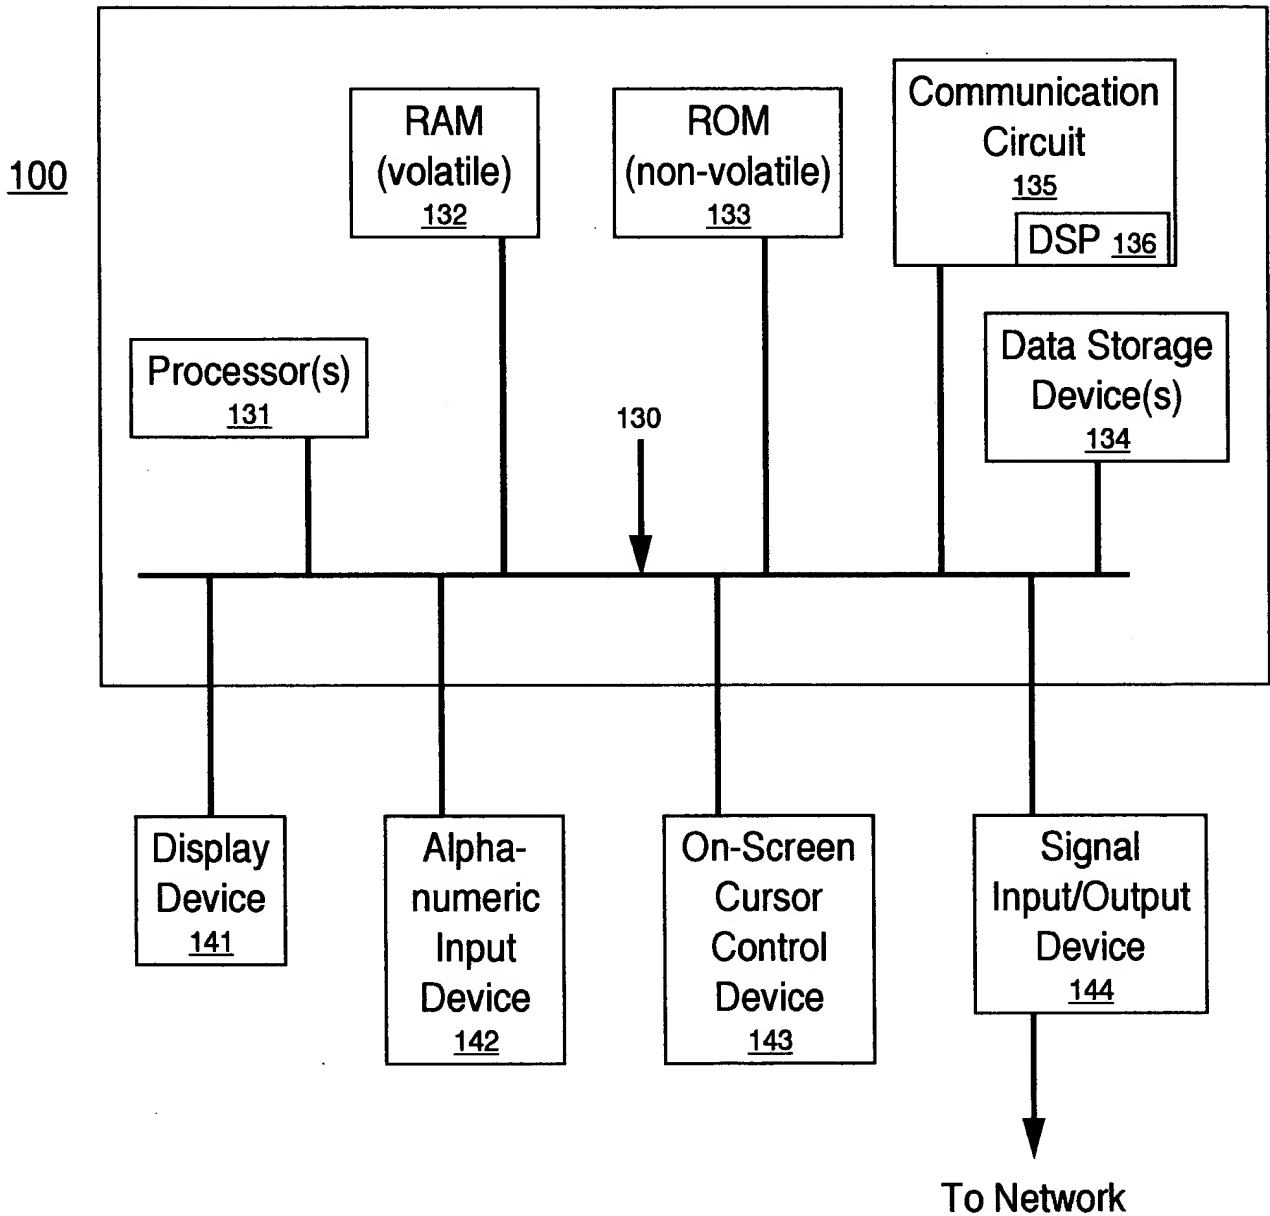 100
RAM
(volatile)
132
ROM
(non-volatile)
133
Communication
Circuit
135
DSP 136
Processor(s)
131
130
Data Storage
Device(s)
134
Display
Device
141
Alpha-
numeric
Input
Device
142
On-Screen
Cursor
Control
Device
143
Signal
Input/Output
Device
144
To Network